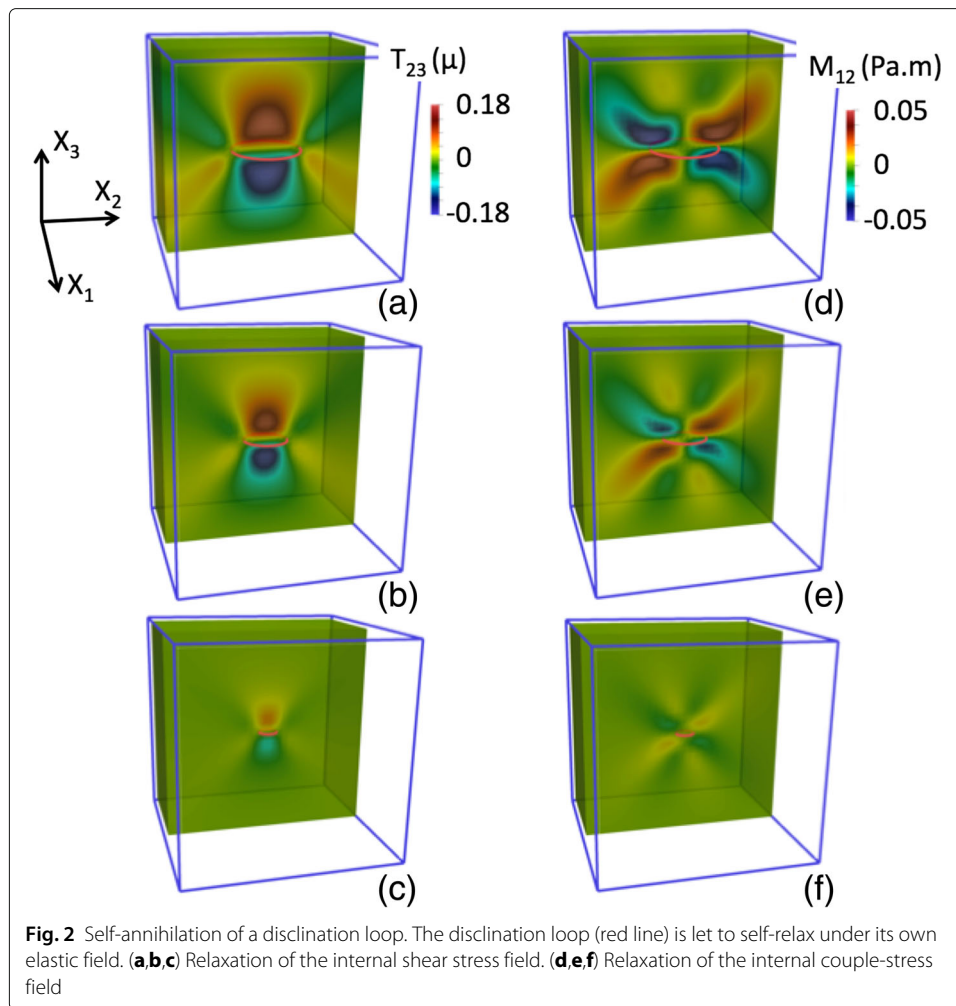 T23 (μ)
0.18
0
-0.18
X3
X2
X1
(a)
M12 (Pa.m)
0.05
0
-0.05
(d)
(b)
(e)
(c)
(f)
Fig. 2 Self-annihilation of a disclination loop. The disclination loop (red line) is let to self-relax under its own
elastic field. (a,b,c) Relaxation of the internal shear stress field. (d,e,f) Relaxation of the internal couple-stress
field